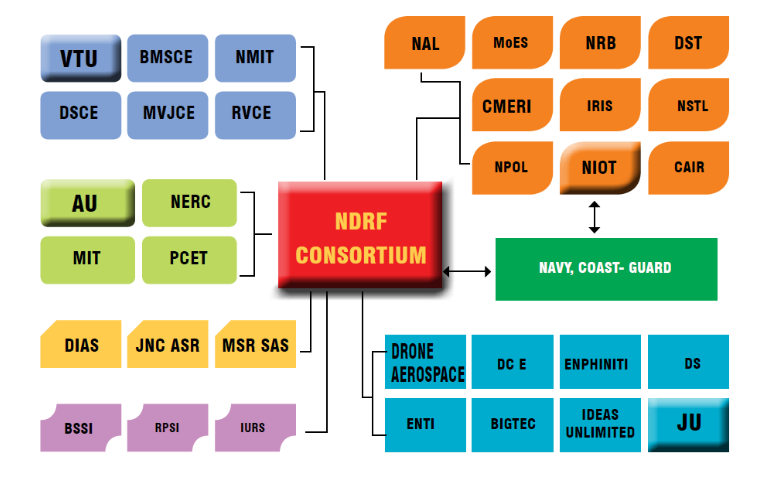 VTU
BMSCE
NMIT
DSCE
MVJCE
RVCE
NAL
MoES
NRB
DST
CMERI
IRIS
NSTL
NPOL
NIOT
CAIR
AU
NERC
MIT
PCET
NDRF
CONSORTIUM
NAVY, COAST- GUARD
DIAS
JNC ASR
MSR SAS
BSSI
RPSI
IURS
DRONE
AEROSPACE
DC E
ENPHINITI
DS
ENTI
BIGTEC
IDEAS
UNLIMITED
JU